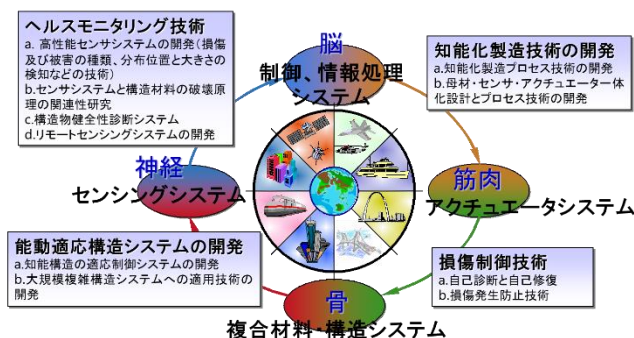 ヘルスモニタリング技術
a. 高性能センサシステムの開発(損傷
及び被害の種類、分布位置と大きさの
検知などの技術)
b.センサシステムと構造材料の破壊原
理の関連性研究
c.構造物健全性診断システム
d.リモートセンシングシステムの開発
脳
制御、情報処理
システム
知能化製造技術の開発
a.知能化製造プロセス技術の開発
b.母材・センサ・アクチュエーター体
化設計とプロセス技術の開発
神経
センシングシステム
筋肉
アクチュエータシステム
能動適応構造システムの開発
a.知能構造の適応制御システムの開発
b.大規模複雑構造システムへの適用技術の
開発
損傷制御技術
a.自己診断と自己修復
b.損傷発生防止技術
骨
複合材料・構造システム